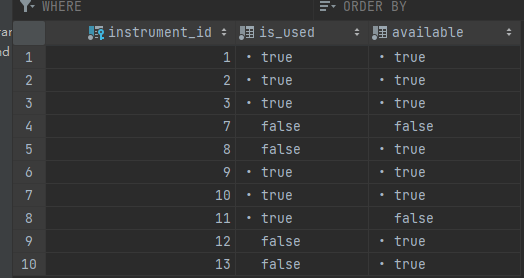 WHERE
ORDER BY
instrument_id is_used available
1 1 true true
2 2 true true
3 3 true true
4 7 false false
5 8 false true
6 9 true true
7 10 true true
8 11 true false
9 12 false true
10 13 false true